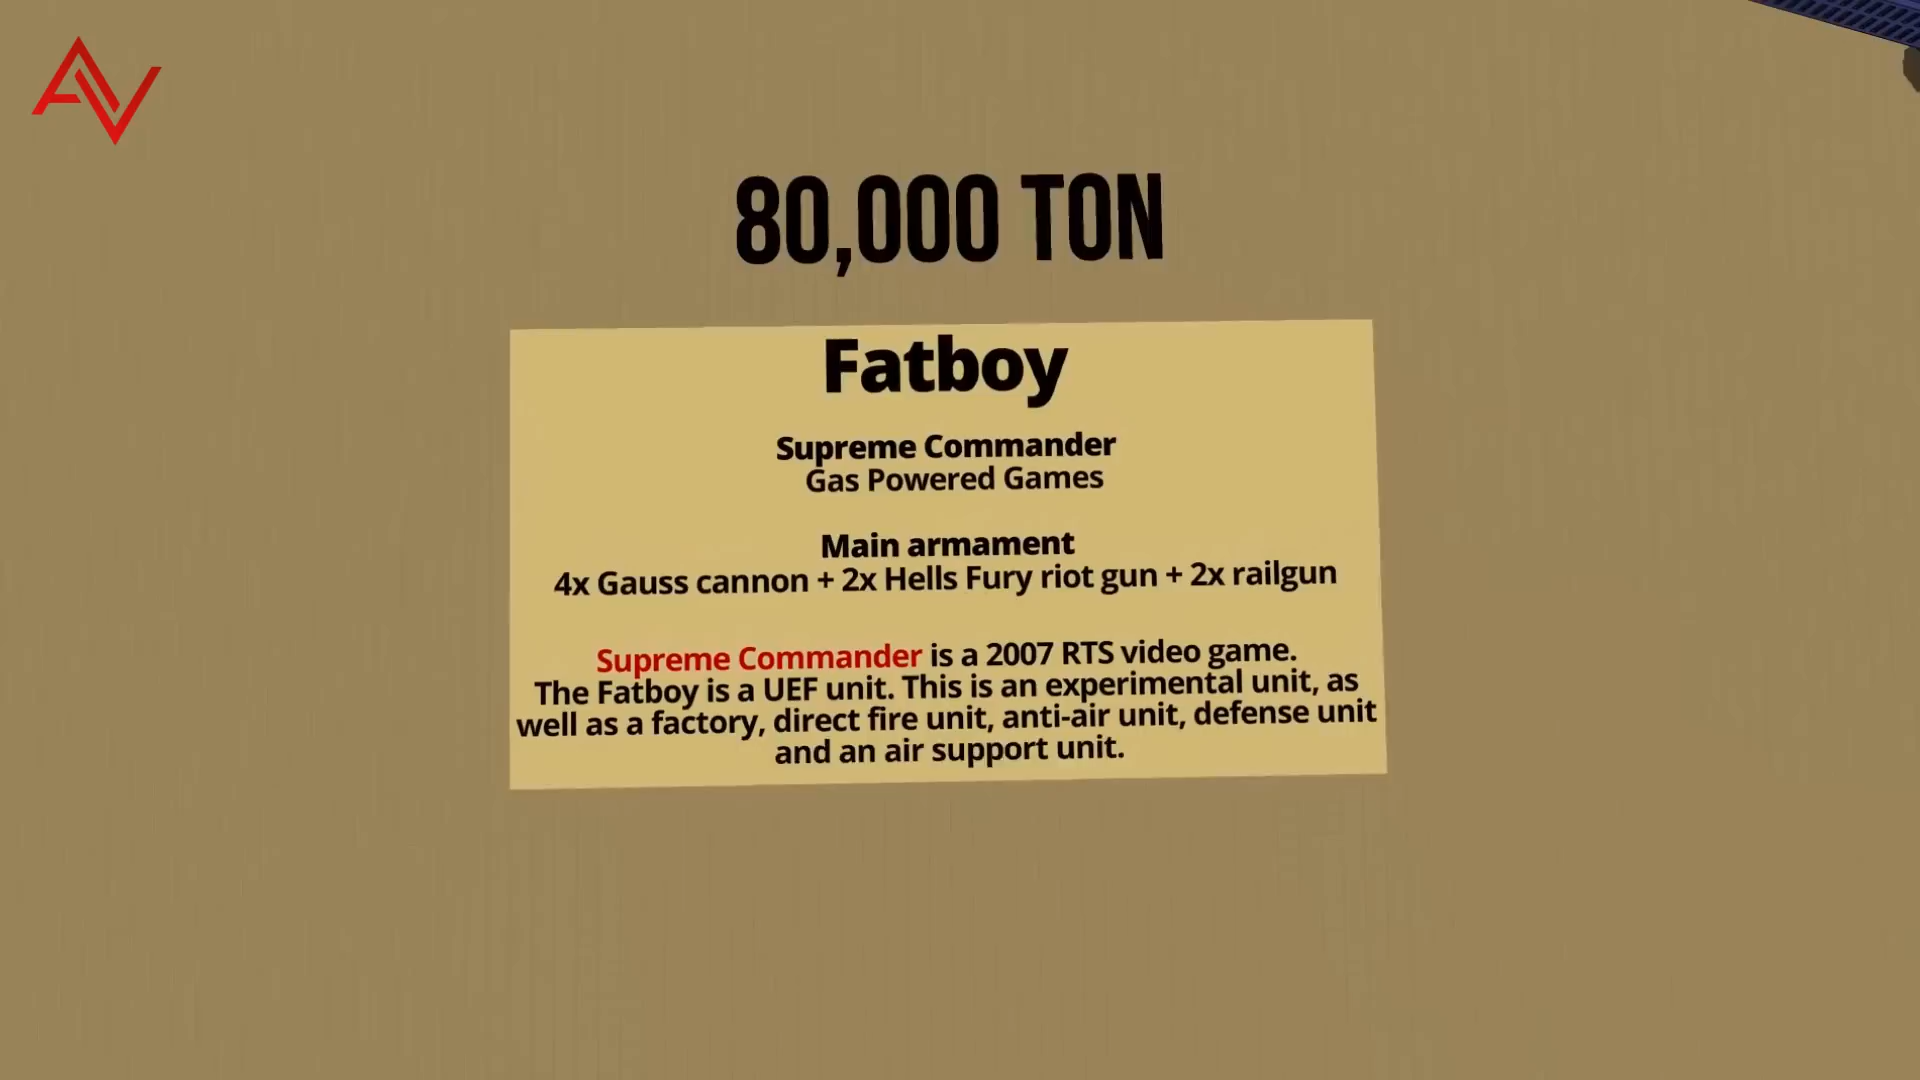 AV
80,000 TON
Fatboy
Supreme Commander
Gas Powered Games
Main armament
4x Gauss cannon + 2x Hells Fury riot gun + 2x railgun
Supreme Commander is a 2007 RTS video game.
The Fatboy is a UEF unit. This is an experimental unit, as
well as a factory, direct fire unit, anti-air unit, defense unit
and an air support unit.